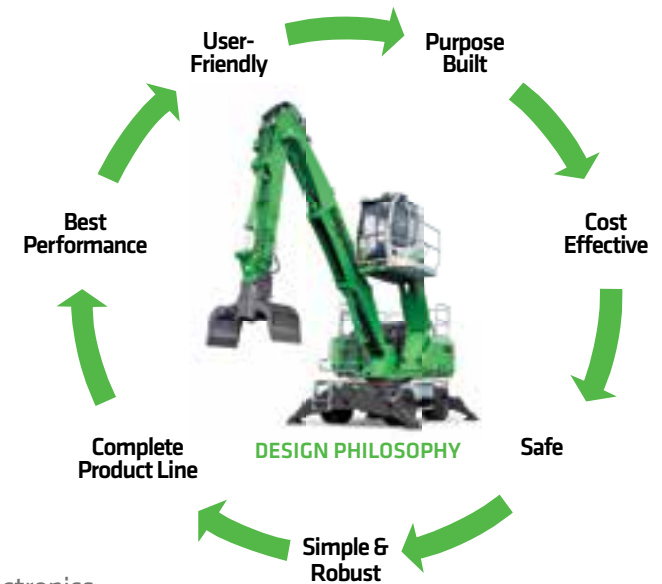 User-
Friendly
Purpose
Built
Cost
Effective
Safe
Simple &
Robust
Complete
Product Line
Best
Performance
DESIGN PHILOSOPHY